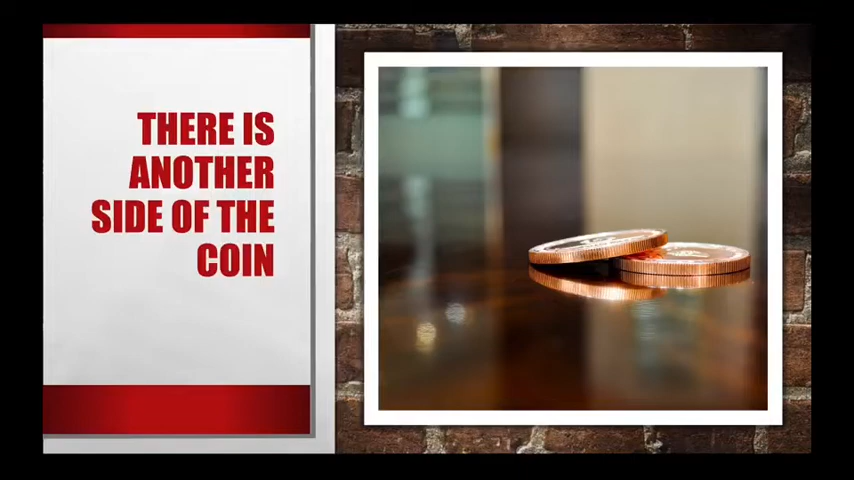 THERE IS
ANOTHER
SIDE OF THE
COIN